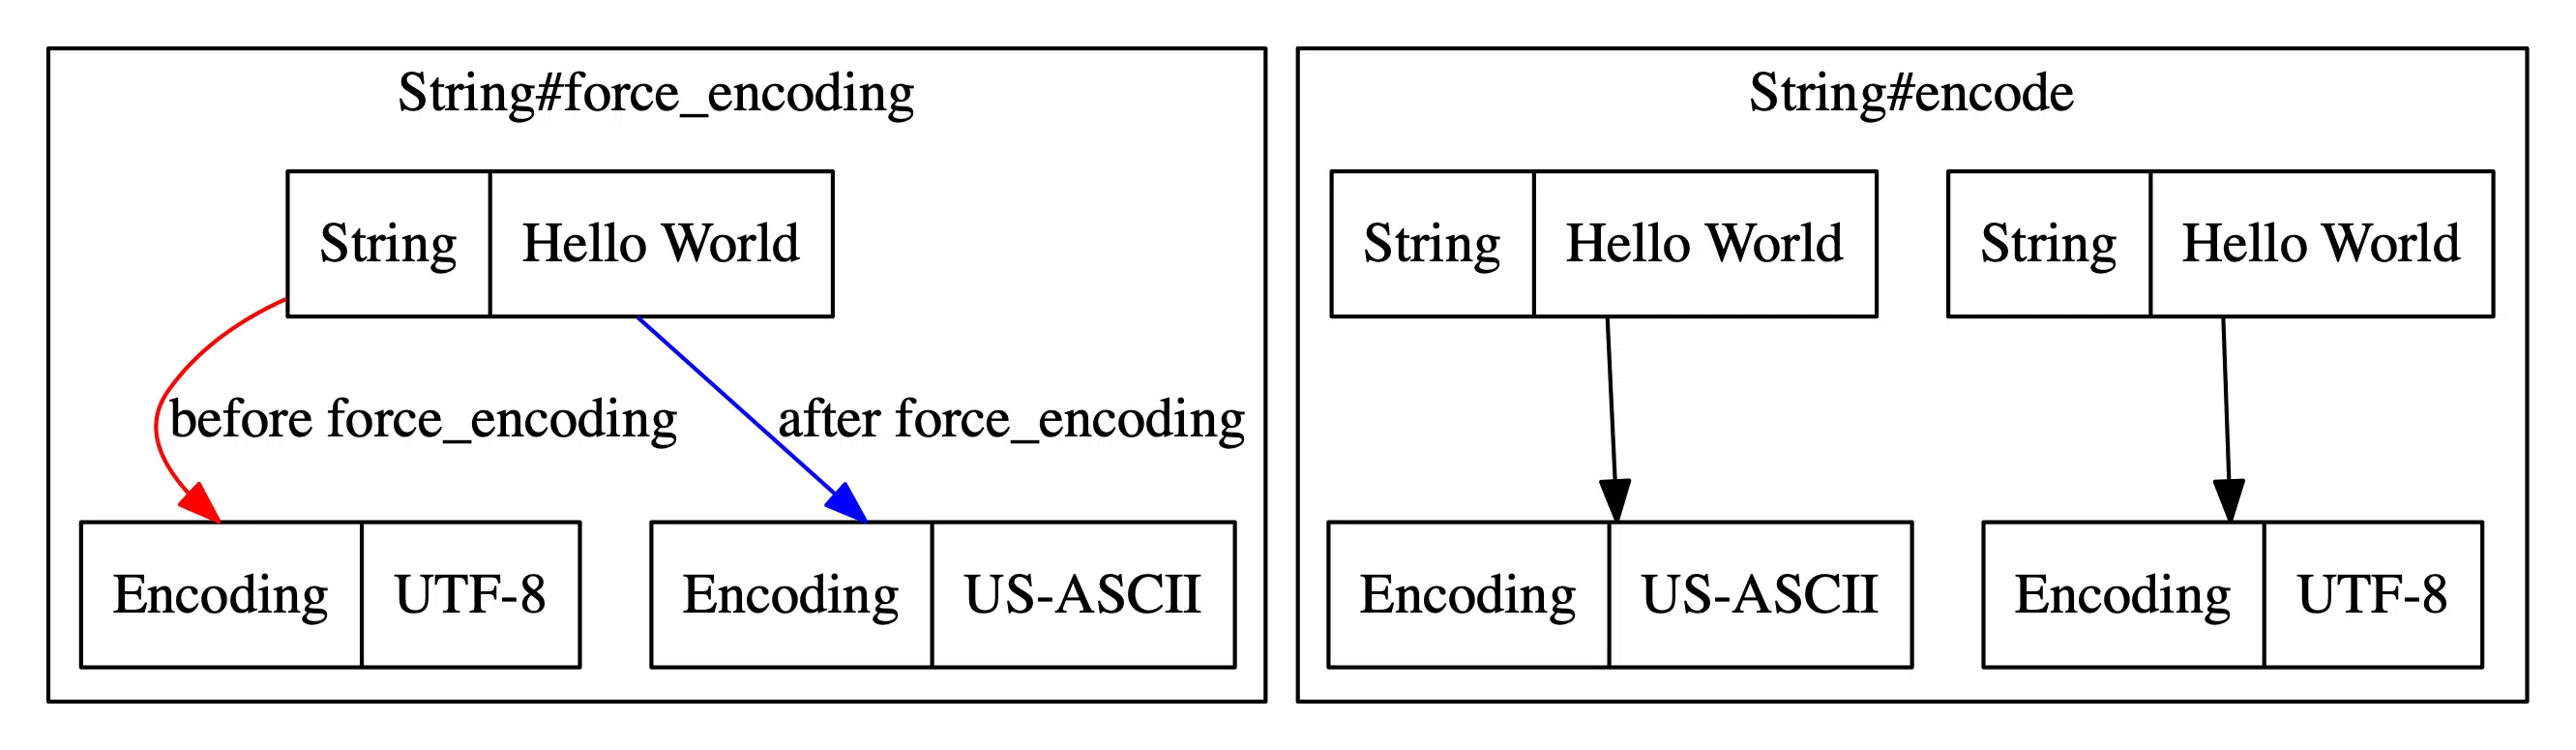 String#force_encoding
String Hello World
before force_encoding
after force_encoding
Encoding UTF-8
Encoding US-ASCII
String#encode
String Hello World
String Hello World
Encoding US-ASCII
Encoding UTF-8